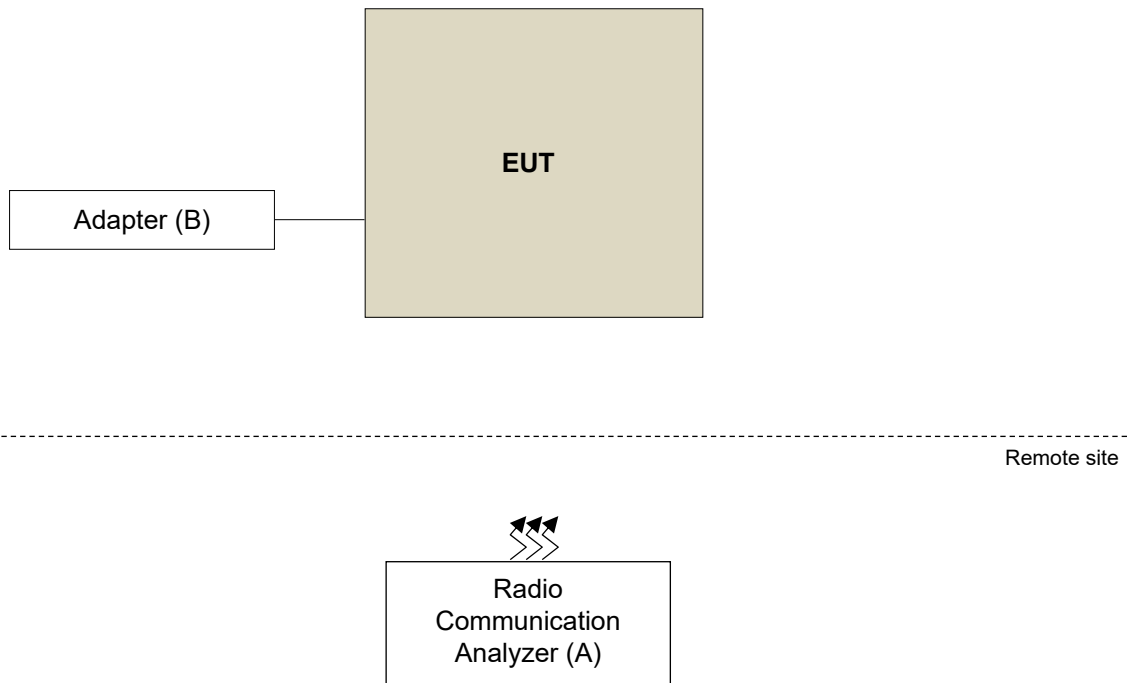 EUT
Adapter (B)
Remote site
Radio
Communication
Analyzer (A)